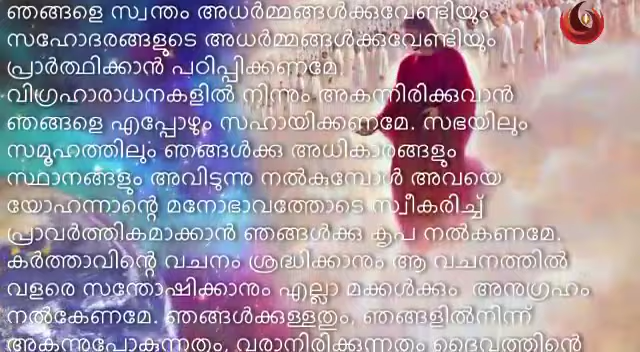 ഞങ്ങളെ സ്വന്തം അധർമ്മങ്ങൾക്കുവേണ്ടിയും
സഹോദരങ്ങളുടെ അധർമ്മങ്ങൾക്കുവേണ്ടിയും
പ്രാർത്ഥിക്കാൻ പഠിപ്പിക്കണമേ.
വിഗ്രഹാരാധനകളിൽ നിന്നും അകന്നിരിക്കുവാൻ
ഞങ്ങളെ എപ്പോഴും സഹായിക്കണമേ. സഭയിലും
സമൂഹത്തിലും ഞങ്ങൾക്കു അധികാരങ്ങളും
സ്ഥാനങ്ങളും അവിടുന്നു നൽകുമ്പോൾ അവയെ
യോഹന്നാന്റെ മനോഭാവത്തോടെ സ്വീകരിച്ച്
പ്രാവർത്തികമാക്കാൻ ഞങ്ങൾക്കു കൃപ നൽകണമേ.
കർത്താവിന്റെ വചനം ശ്രദ്ധിക്കാനും ആ വചനത്തിൽ
വളരെ സന്തോഷിക്കാനും എല്ലാ മക്കൾക്കും അനുഗ്രഹം
നൽകേണമേ. ഞങ്ങൾക്കുള്ളതും, ഞങ്ങളിൽനിന്ന്
അകന്നുപോകുന്നതും, വരാനിരിക്കുന്നതും ദൈവത്തിന്റെ